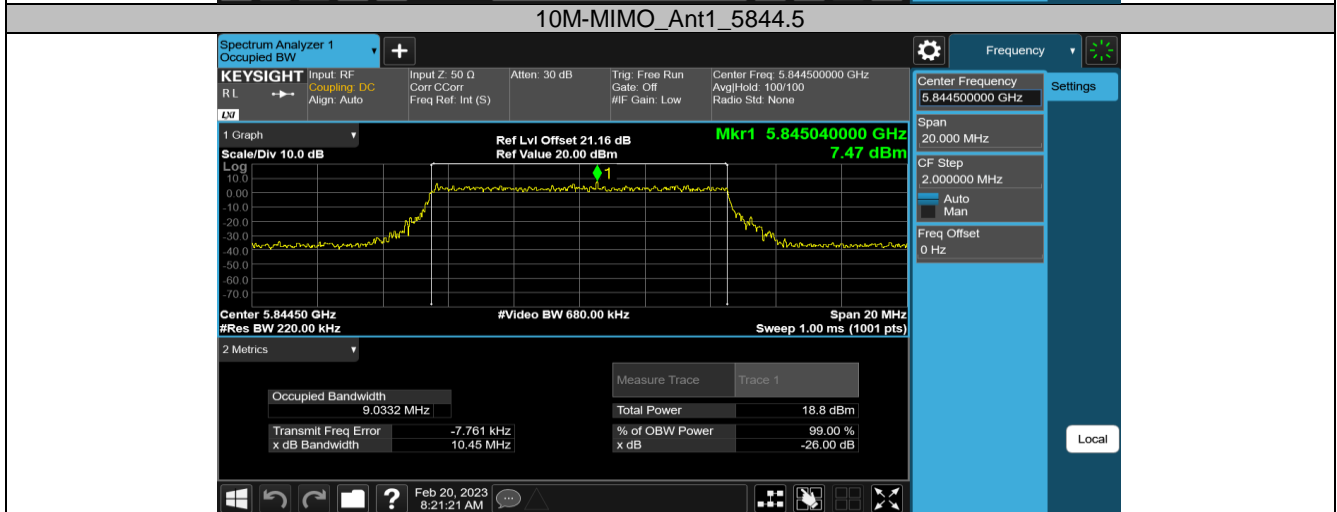 10M-MIMO_Ant1_5844.5
Spectrum Analyzer 1
Occupied BW
+
Frequency
KEYSIGHT
Input: RF
Input Z: 50 Ω
Atten: 30 dB
Trig: Free Run
Center Freq: 5.844500000 GHz
R L
Coupling: DC
Corr CCorr
Gate: Off
Avg|Hold: 100/100
Align: Auto
Freq Ref: Int (S)
#IF Gain: Low
Radio Std: None
LXI
Center Frequency
5.844500000 GHz
Settings
Span
20.000 MHz
CF Step
2.000000 MHz
Auto
Man
Freq Offset
0 Hz
Local
1 Graph
Ref Lvl Offset 21.16 dB
Mkr1 5.845040000 GHz
Scale/Div 10.0 dB
Ref Value 20.00 dBm
7.47 dBm
Log
1
10.0
0.00
-10.0
-20.0
-30.0
-40.0
-50.0
-60.0
-70.0
Center 5.84450 GHz
#Video BW 680.00 kHz
Span 20 MHz
#Res BW 220.00 kHz
Sweep 1.00 ms (1001 pts)
2 Metrics
Measure Trace
Trace 1
Occupied Bandwidth
9.0332 MHz
Total Power
18.8 dBm
Transmit Freq Error
-7.761 kHz
% of OBW Power
99.00 %
x dB Bandwidth
10.45 MHz
x dB
-26.00 dB
?
Feb 20, 2023
8:21:21 AM